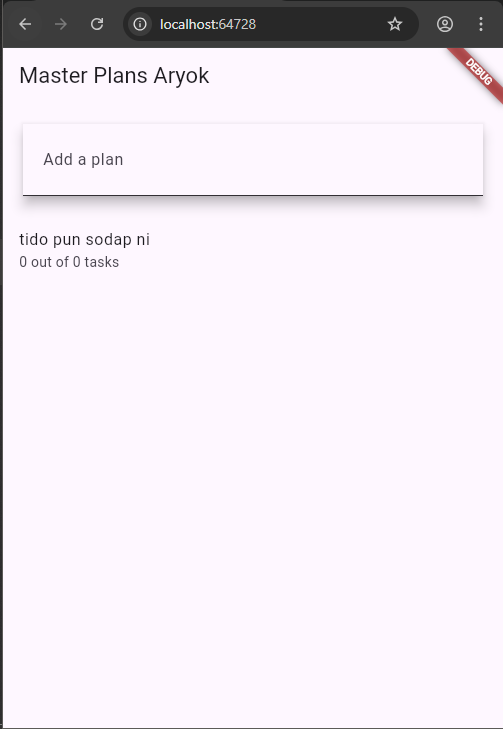 localhost:64728
Master Plans Aryok
DEBUG
Add a plan
tido pun sodap ni
0 out of 0 tasks